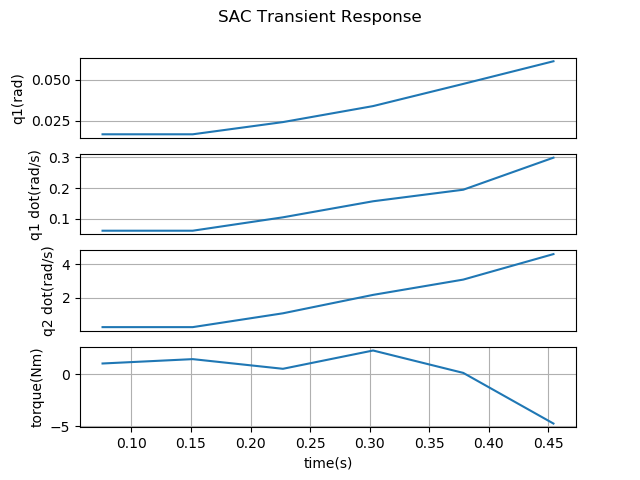 SAC Transient Response
q1(rad)
0.050
0.025
q1 dot(rad/s)
0.3
0.2
0.1
q2 dot(rad/s)
4
2
torque(Nm)
0
−5
0.10 0.15 0.20 0.25 0.30 0.35 0.40 0.45
time(s)